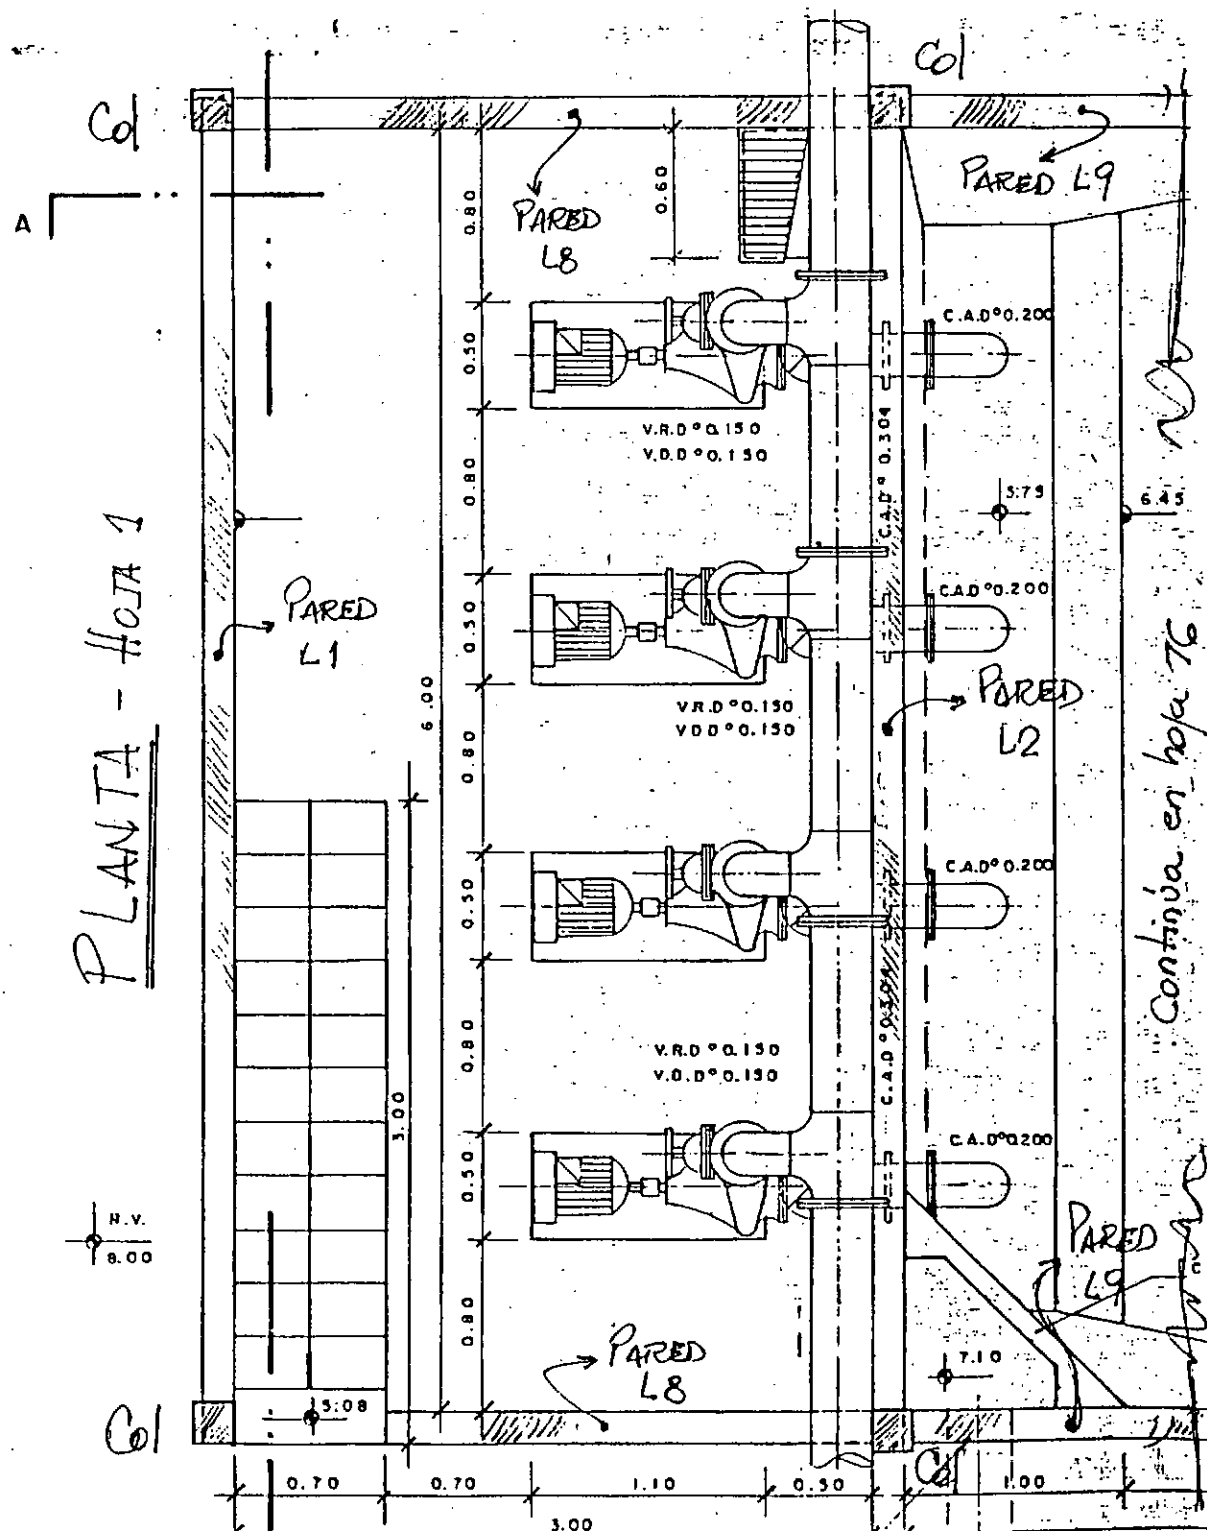 Col
Col
PARED L9
A
PARED
L8
0.80
0.60
C.A.D°0.200
0.50
V.R.D°0.150
V.D.D°0.150
C.A.D° 0.304
0.80
3:75
6.45
PLANTA - HOJA 1
PARED
L1
C.A.D°0.200
0.50
V.R.D°0.150
V.D.D°0.150
PARED
L2
6.00
0.80
Continúa en hoja 76
C.A.D°0.200
0.50
C.A.D°0.304
0.80
V.R.D°0.150
V.D.D°0.150
3.00
C.A.D°0.200
0.50
N.V.
8.00
PARED
L9
0.80
PARED
L8
7.10
Col
5:08
Col
0.70
0.70
1.10
0.50
1.00
3.00